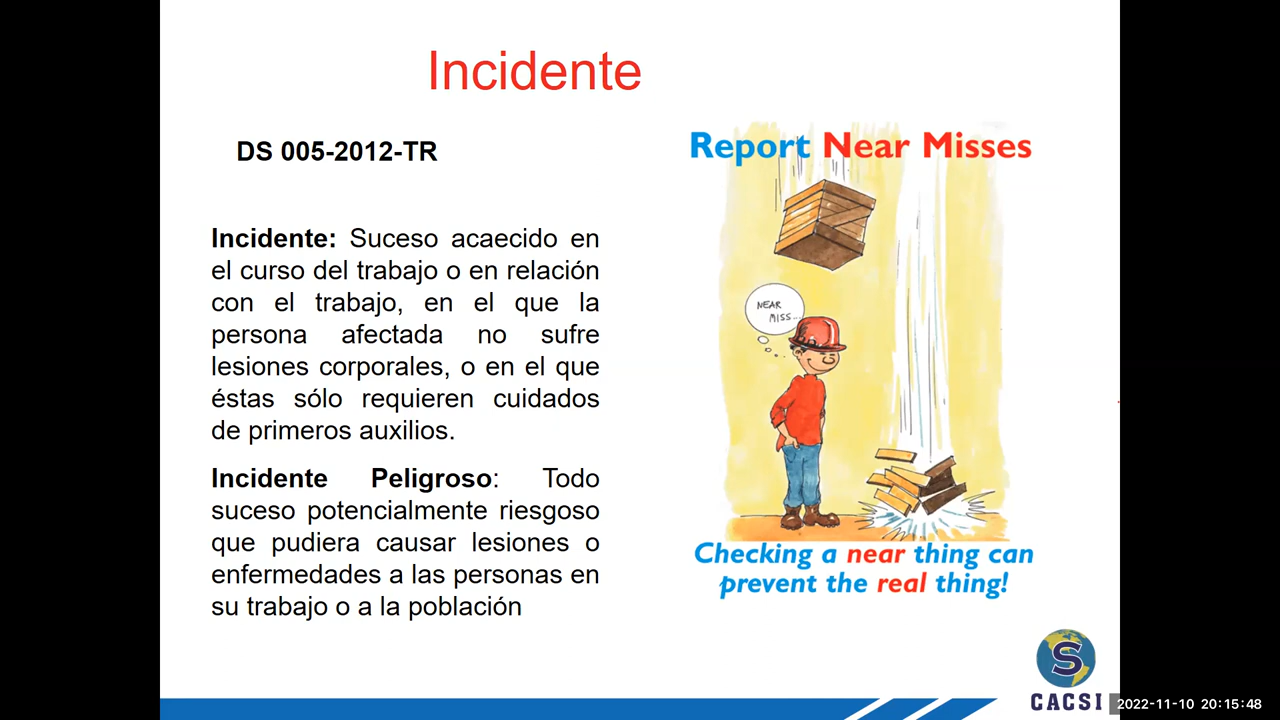 Incidente
DS 005-2012-TR
Incidente: Suceso acaecido en
el curso del trabajo o en relación
con el trabajo, en el que la
persona afectada no sufre
lesiones corporales, o en el que
éstas sólo requieren cuidados
de primeros auxilios.
Incidente Peligroso: Todo
suceso potencialmente riesgoso
que pudiera causar lesiones o
enfermedades a las personas en
su trabajo o a la población
Report Near Misses
NEAR
MISS...
Checking a near thing can
prevent the real thing!
S
CACSI
2022-11-10 20:15:48